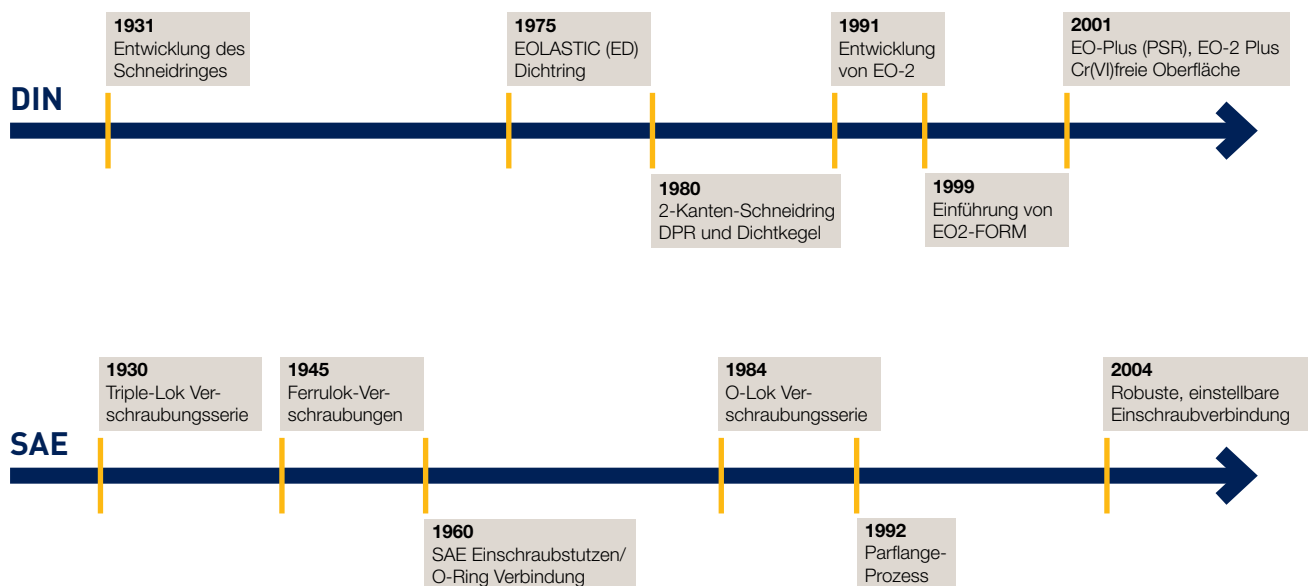 DIN
1931
Entwicklung des
Schneidringes
1975
EOLASTIC (ED)
Dichtring
1980
2-Kanten-Schneidring
DPR und Dichtkegel
1991
Entwicklung
von EO-2
1999
Einführung von
EO2-FORM
2001
EO-Plus (PSR), EO-2 Plus
Cr(VI)freie Oberfläche
SAE
1930
Triple-Lok Ver-
schraubungsserie
1945
Ferrulok-Ver-
schraubungen
1960
SAE Einschraubstutzen/
O-Ring Verbindung
1984
O-Lok Ver-
schraubungsserie
1992
Parflange-
Prozess
2004
Robuste, einstellbare
Einschraubverbindung